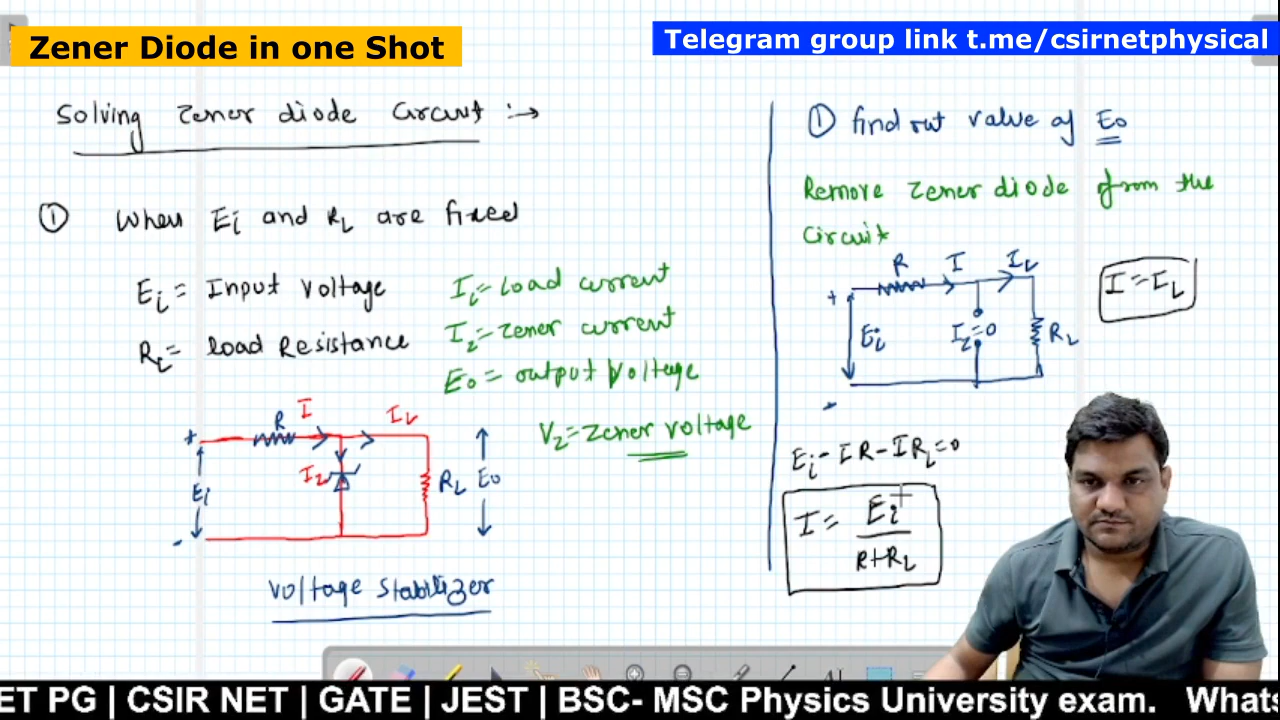 Zener Diode in one Shot
Telegram group link t.me/csirnetphysical
Solving zener diode Circuit :→
① When Ei and RL are fixed
Ei = Input Voltage
RL = load Resistance
IL = Load current
Iz = zener current
Eo = output voltage
Vz = zener voltage
R I IL
+
Iz
Ei
RL Eo
-
Voltage stabilizer
① find out value of Eo
Remove zener diode from the
circuit
R I IL
+
Ei Iz=0 RL
-
I = IL
Ei - IR - IRL = 0
I = Ei
R+RL
ET PG | CSIR NET | GATE | JEST | BSC- MSC Physics University exam. Whats